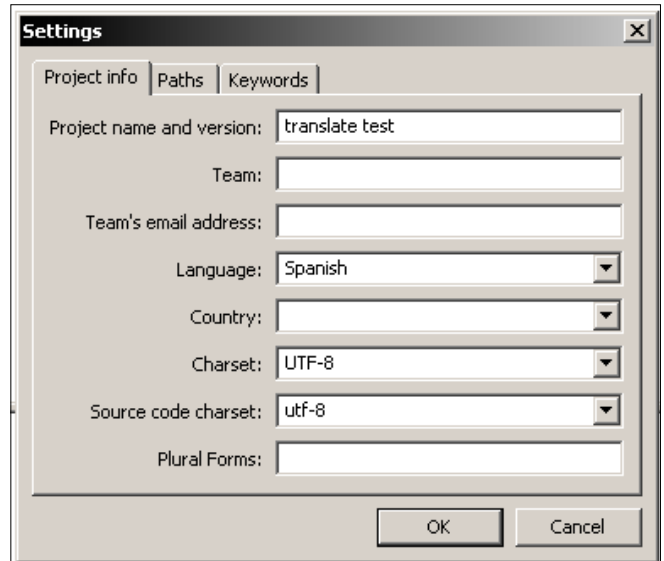 Settings
Project info Paths Keywords
Project name and version: translate test
Team:
Team's email address:
Language: Spanish
Country:
Charset: UTF-8
Source code charset: utf-8
Plural Forms:
OK Cancel